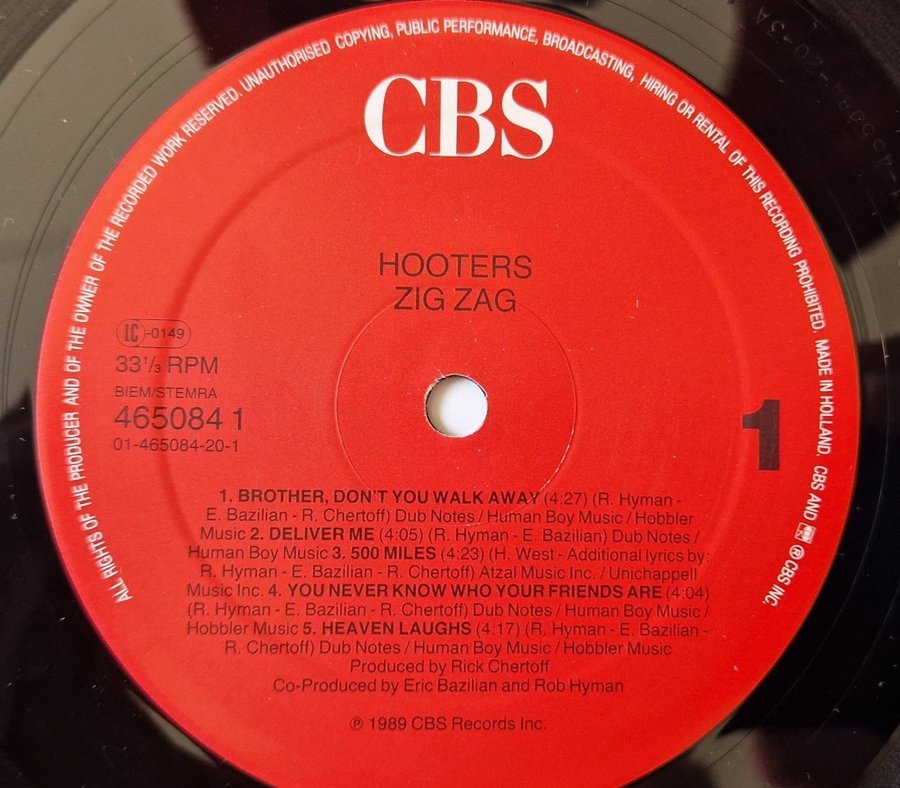 ALL RIGHTS OF THE PRODUCER AND OF THE OWNER OF THE RECORDED WORK RESERVED. UNAUTHORISED COPYING, PUBLIC PERFORMANCE, BROADCASTING, HIRING OR RENTAL OF THIS RECORDING PROHIBITED. MADE IN HOLLAND. CBS AND ® CBS INC.
CBS
HOOTERS
ZIG ZAG
LC-0149
33⅓ RPM
BIEM/STEMRA
465084 1
01-465084-20-1
1
1. BROTHER, DON'T YOU WALK AWAY (4:27) (R. Hyman -
E. Bazilian - R. Chertoff) Dub Notes / Human Boy Music / Hobbler
Music 2. DELIVER ME (4:05) (R. Hyman - E. Bazilian) Dub Notes /
Human Boy Music 3. 500 MILES (4:23) (H. West - Additional lyrics by:
R. Hyman - E. Bazilian - R. Chertoff) Atzal Music Inc. / Unichappell
Music Inc. 4. YOU NEVER KNOW WHO YOUR FRIENDS ARE (4:04)
(R. Hyman - E. Bazilian - R. Chertoff) Dub Notes / Human Boy Music /
Hobbler Music 5. HEAVEN LAUGHS (4:17) (R. Hyman - E. Bazilian -
R. Chertoff) Dub Notes / Human Boy Music / Hobbler Music
Produced by Rick Chertoff
Co-Produced by Eric Bazilian and Rob Hyman
℗ 1989 CBS Records Inc.